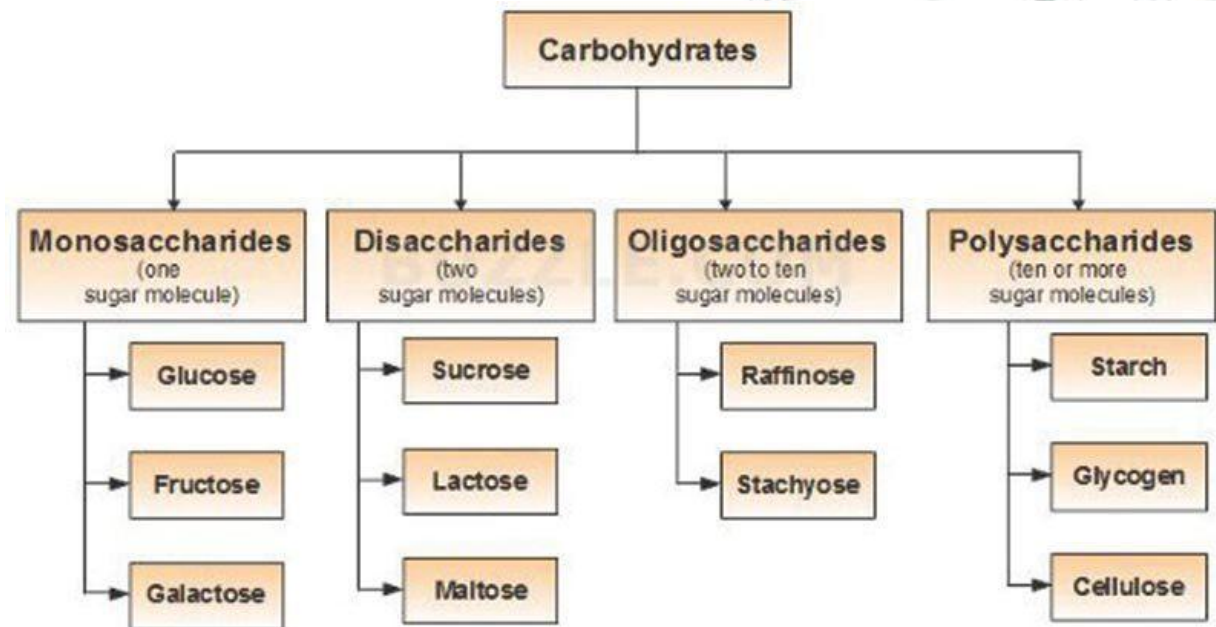 Carbohydrates
Monosaccharides
(one
sugar molecule)
Glucose
Fructose
Galactose
Disaccharides
(two
sugar molecules)
Sucrose
Lactose
Maltose
Oligosaccharides
(two to ten
sugar molecules)
Raffinose
Stachyose
Polysaccharides
(ten or more
sugar molecules)
Starch
Glycogen
Cellulose